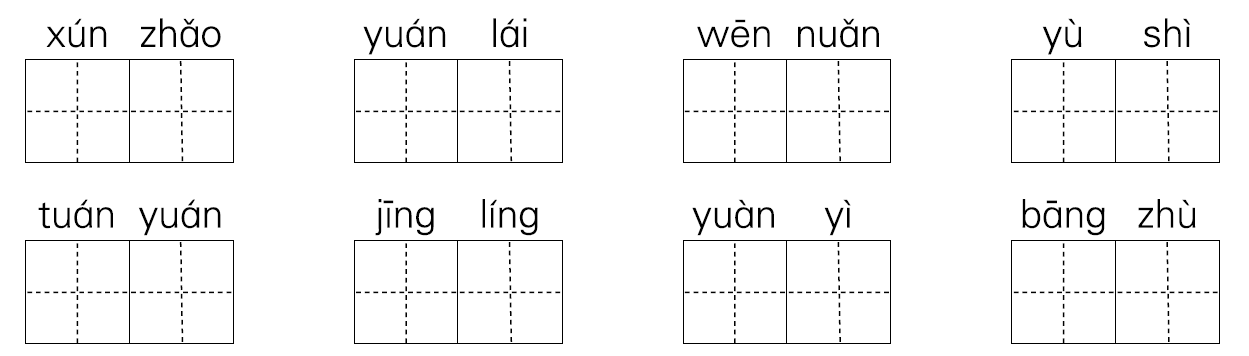 xún zhǎo yuán lái wēn nuǎn yù shì
tuán yuán jīng líng yuàn yì bāng zhù